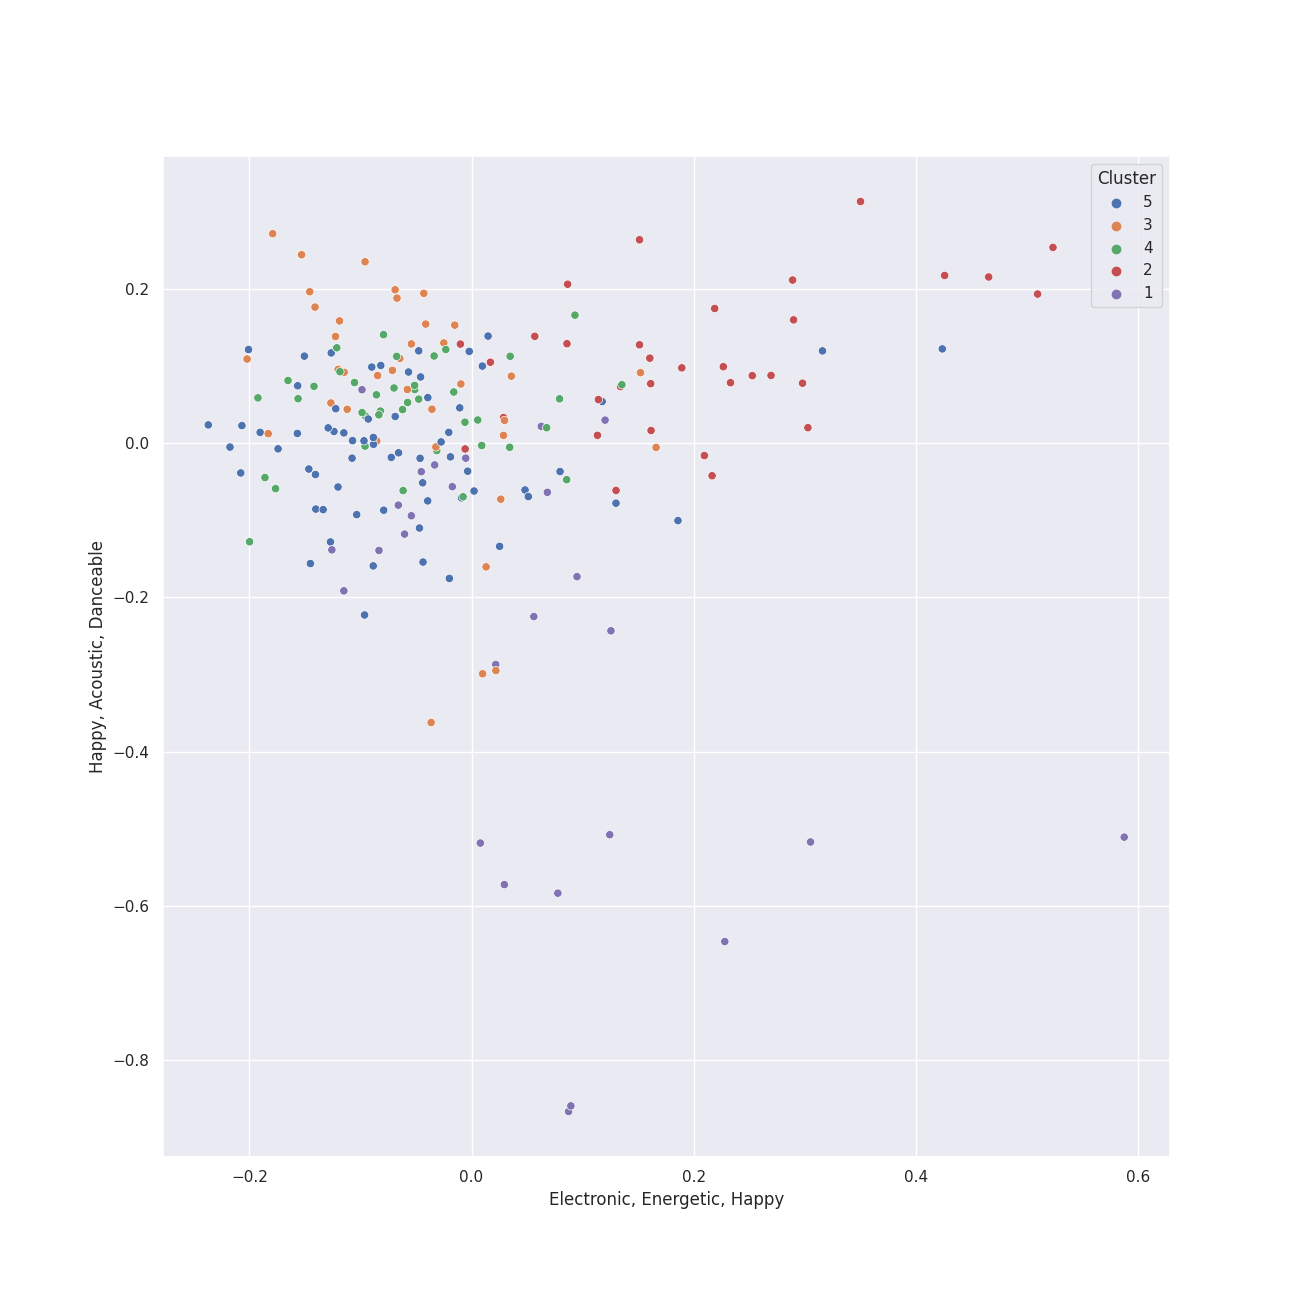 Cluster
5
3
4
2
1
0.2
0.0
−0.2
−0.4
−0.6
−0.8
Happy, Acoustic, Danceable
−0.2 0.0 0.2 0.4 0.6
Electronic, Energetic, Happy